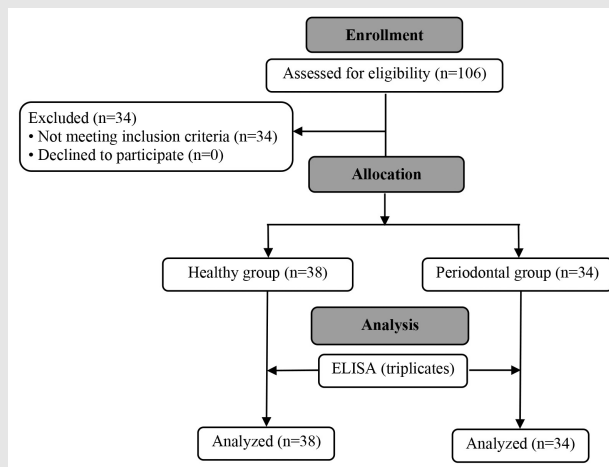 Enrollment
Assessed for eligibility (n=106)
Excluded (n=34)
• Not meeting inclusion criteria (n=34)
• Declined to participate (n=0)
Allocation
Healthy group (n=38)
Periodontal group (n=34)
Analysis
ELISA (triplicates)
Analyzed (n=38)
Analyzed (n=34)